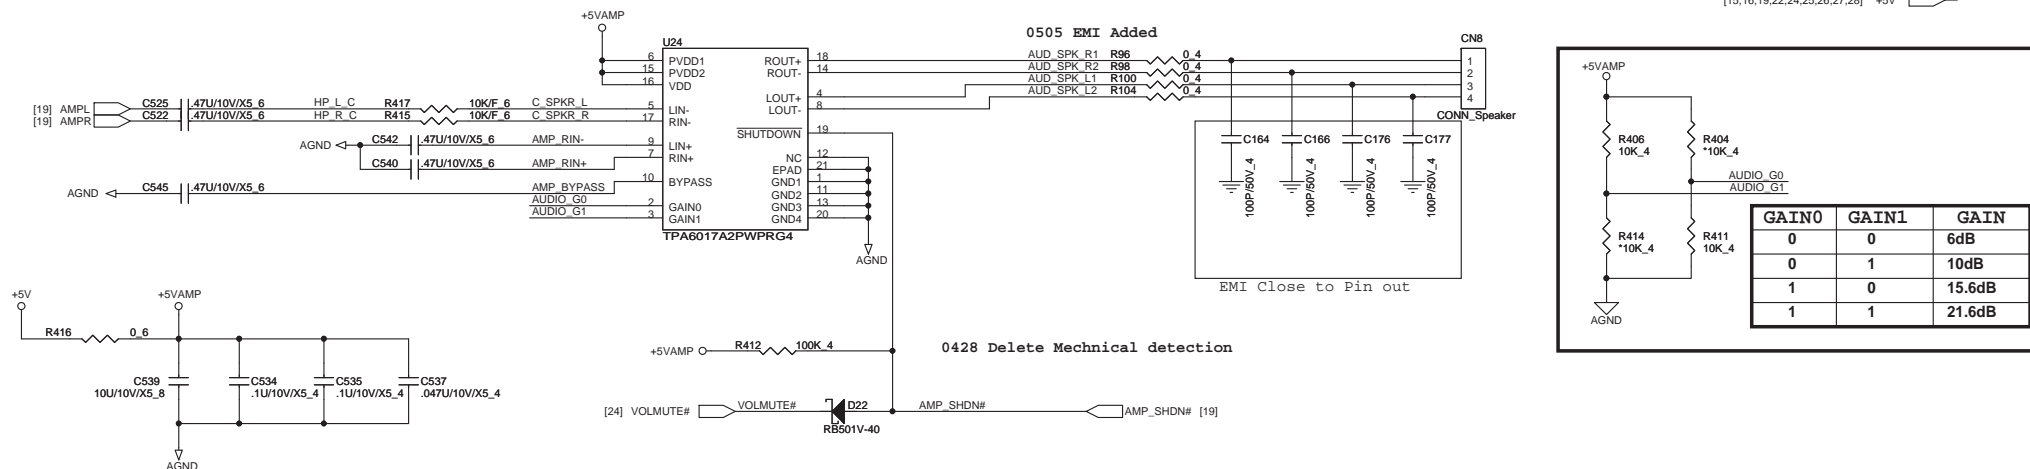 [15,16,19,22,24,25,26,27,28] +5V
+5VAMP
0505 EMI Added
U24
CN8
6 PVDD1
15 PVDD2
16 VDD
5 LIN-
17 RIN-
9 LIN+
7 RIN+
10 BYPASS
2 GAIN0
3 GAIN1
ROUT+ 18
ROUT- 14
LOUT+ 4
LOUT- 8
SHUTDOWN 19
NC 12
EPAD 21
GND1 1
GND2 11
GND3 13
GND4 20
TPA6017A2PWPRG4
AGND
[19] AMPL C525 .47U/10V/X5_6 HP_L_C R417 10K/F_6 C_SPKR_L
[19] AMPR C522 .47U/10V/X5_6 HP_R_C R415 10K/F_6 C_SPKR_R
AGND C542 .47U/10V/X5_6 AMP_RIN-
C540 .47U/10V/X5_6 AMP_RIN+
AGND C545 .47U/10V/X5_6 AMP_BYPASS
AUDIO_G0
AUDIO_G1
AUD_SPK_R1 R96 0_4 1
AUD_SPK_R2 R98 0_4 2
AUD_SPK_L1 R100 0_4 3
AUD_SPK_L2 R104 0_4 4
CONN_Speaker
C164 C166 C176 C177
100P/50V_4 100P/50V_4 100P/50V_4 100P/50V_4
EMI Close to Pin out
+5VAMP
R406
10K_4
R404
*10K_4
AUDIO_G0
AUDIO_G1
R414
*10K_4
R411
10K_4
AGND
GAIN0 GAIN1 GAIN
0 0 6dB
0 1 10dB
1 0 15.6dB
1 1 21.6dB
+5V
+5VAMP
R416 0_6
C539
10U/10V/X5_8
C534
.1U/10V/X5_4
C535
.1U/10V/X5_4
C537
.047U/10V/X5_4
AGND
+5VAMP R412 100K_4
0428 Delete Mechnical detection
[24] VOLMUTE# VOLMUTE# D22 AMP_SHDN# AMP_SHDN# [19]
RB501V-40